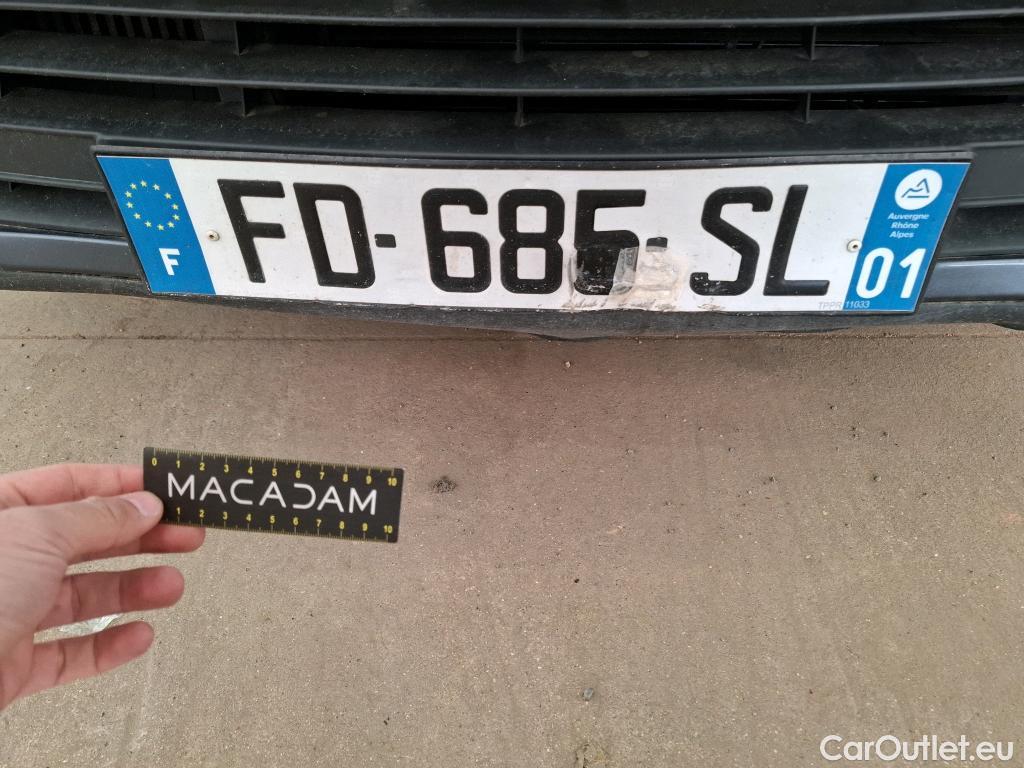 F
FD-685-SL
Auvergne
Rhône
Alpes
01
TPPR 11033
0 1 2 3 4 5 6 7 8 9 10
MACADAM
1 2 3 4 5 6 7 8 9 10
CarOutlet.eu